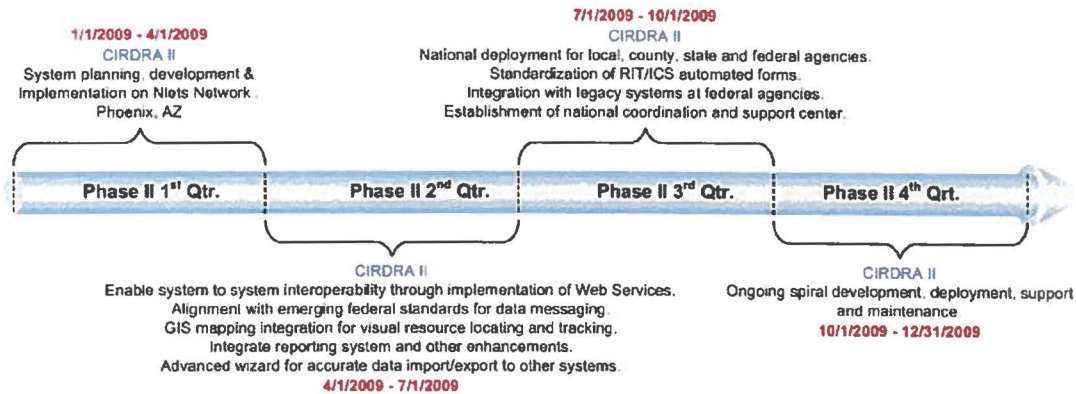 1/1/2009 - 4/1/2009
CIRDRA II
System planning, development &
Implementation on Nlets Network.
Phoenix, AZ
7/1/2009 - 10/1/2009
CIRDRA II
National deployment for local, county, state and federal agencies.
Standardization of RIT/ICS automated forms.
Integration with legacy systems at federal agencies.
Establishment of national coordination and support center.
Phase II 1st Qtr.
Phase II 2nd Qtr.
Phase II 3rd Qtr.
Phase II 4th Qrt.
CIRDRA II
Enable system to system interoperability through implementation of Web Services.
Alignment with emerging federal standards for data messaging.
GIS mapping integration for visual resource locating and tracking.
Integrate reporting system and other enhancements.
Advanced wizard for accurate data import/export to other systems.
4/1/2009 - 7/1/2009
CIRDRA II
Ongoing spiral development, deployment, support
and maintenance
10/1/2009 - 12/31/2009